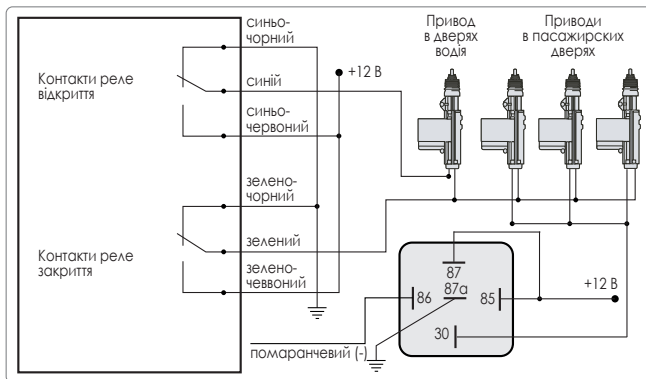 синьо-
чорний
Контакти реле
відкриття
синій
+12 В
синьо-
червоний
Привод
в дверях
водія
Приводи
в пасажирских
дверях
зелено-
чорний
зелений
Контакти реле
закриття
зелено-
чеввоний
87
87а
86
85
30
+12 В
помаранчевий (-)